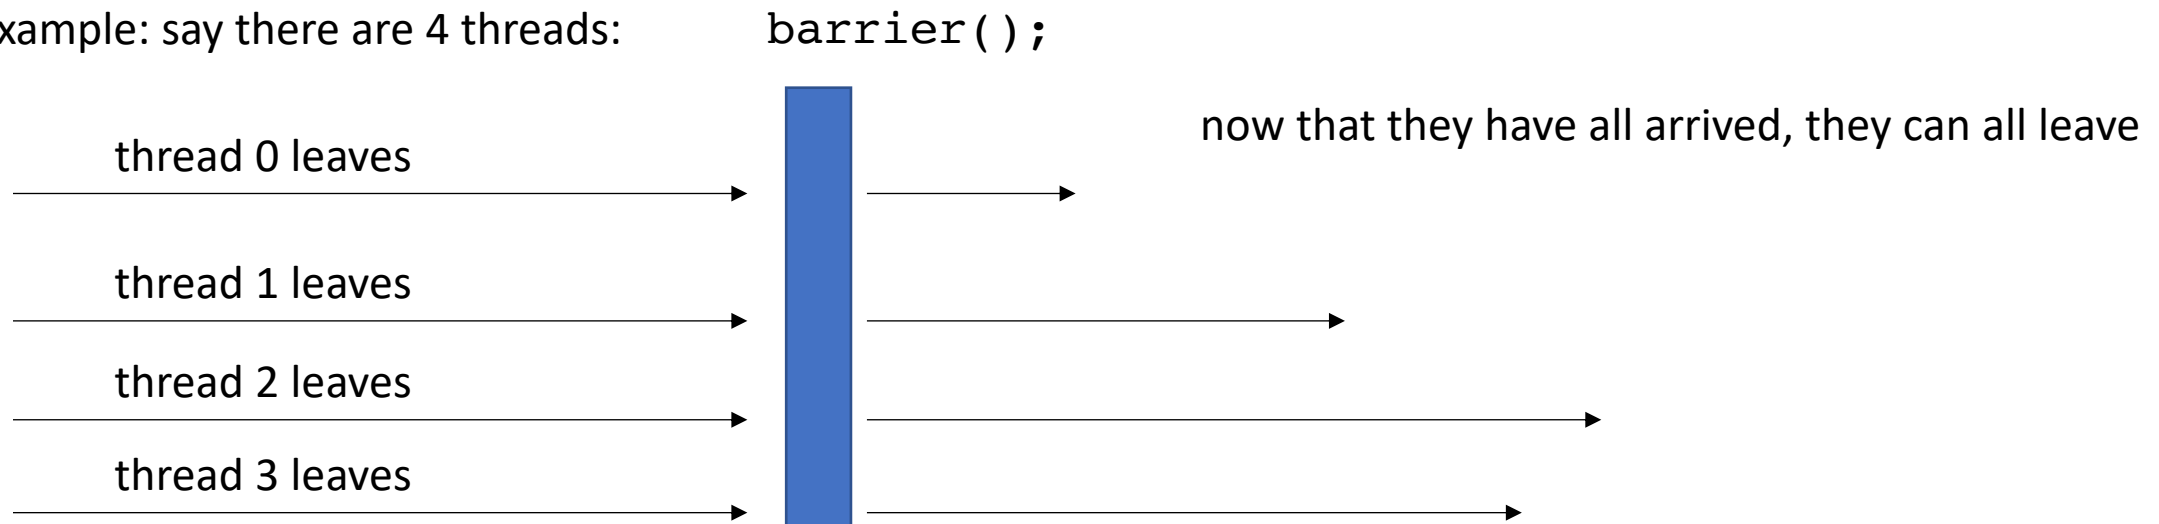 xample: say there are 4 threads:
barrier();
now that they have all arrived, they can all leave
thread 0 leaves
thread 1 leaves
thread 2 leaves
thread 3 leaves